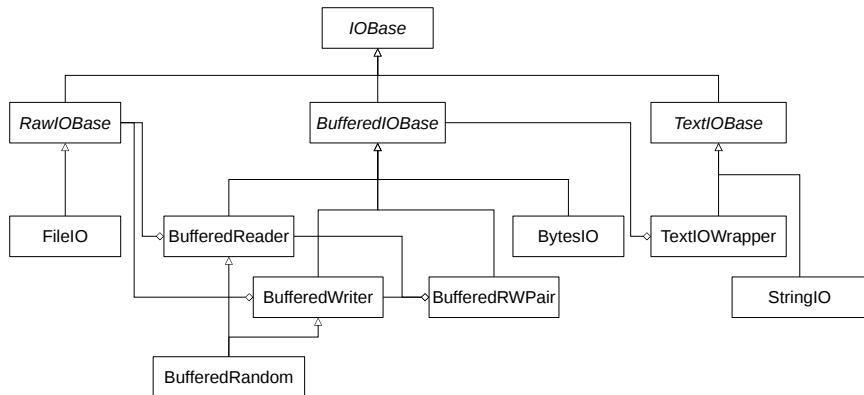 IOBase
RawIOBase
BufferedIOBase
TextIOBase
FileIO
BufferedReader
BytesIO
TextIOWrapper
BufferedWriter
BufferedRWPair
StringIO
BufferedRandom